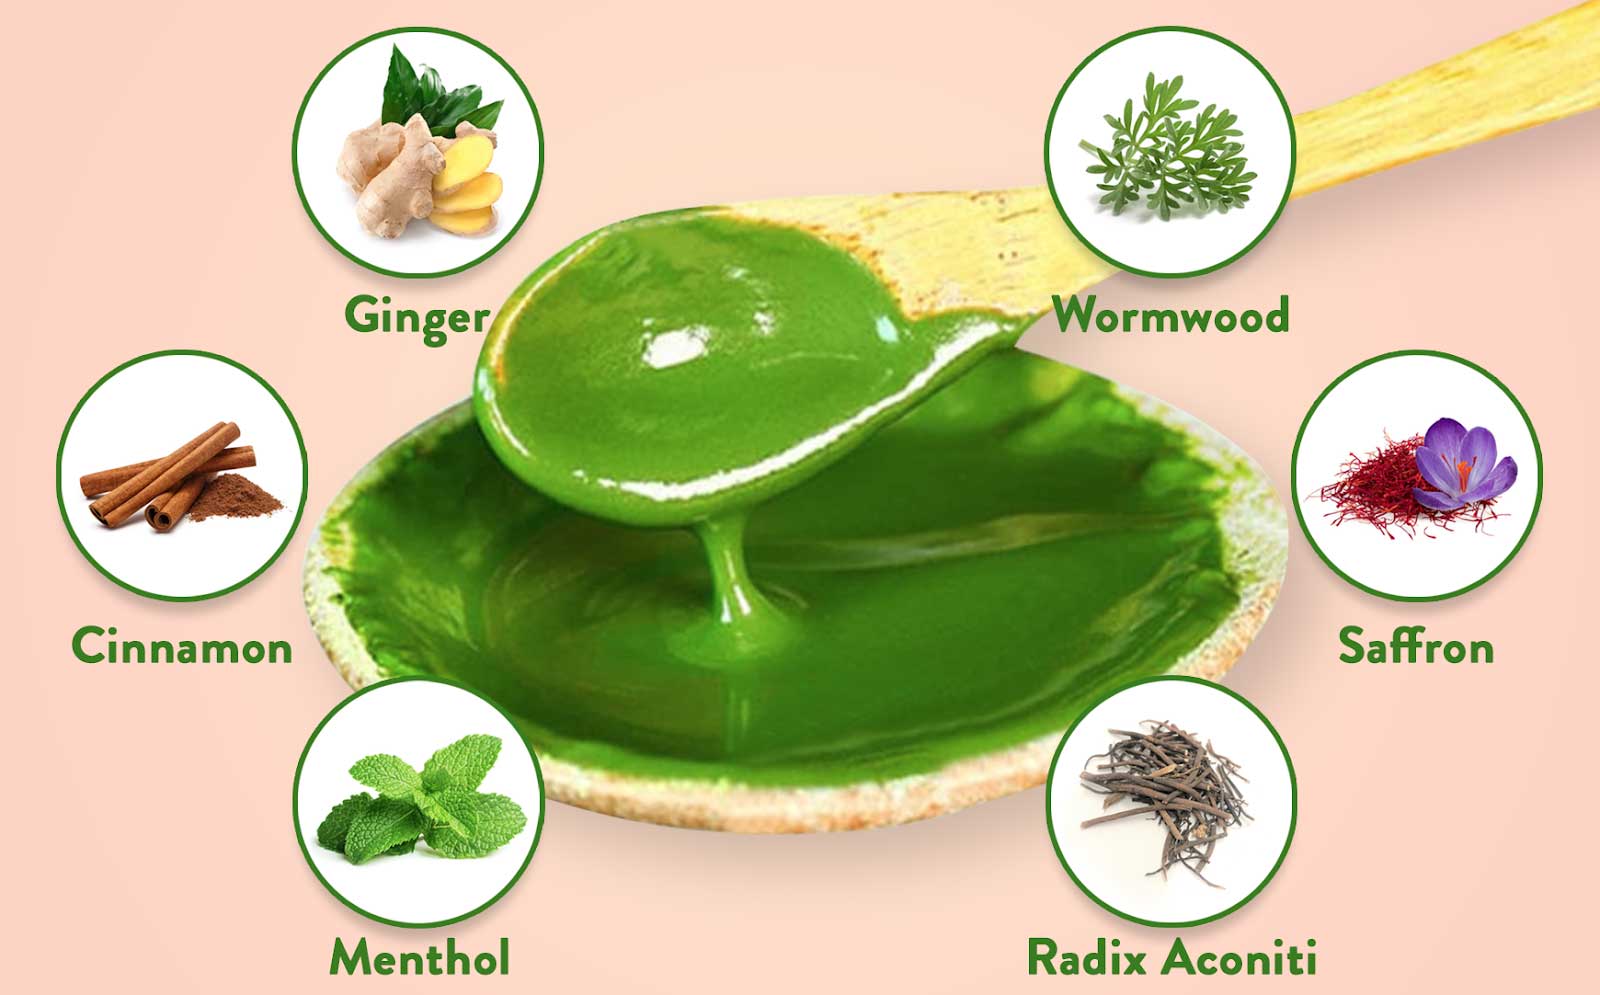 Ginger
Wormwood
Cinnamon
Saffron
Menthol
Radix Aconiti